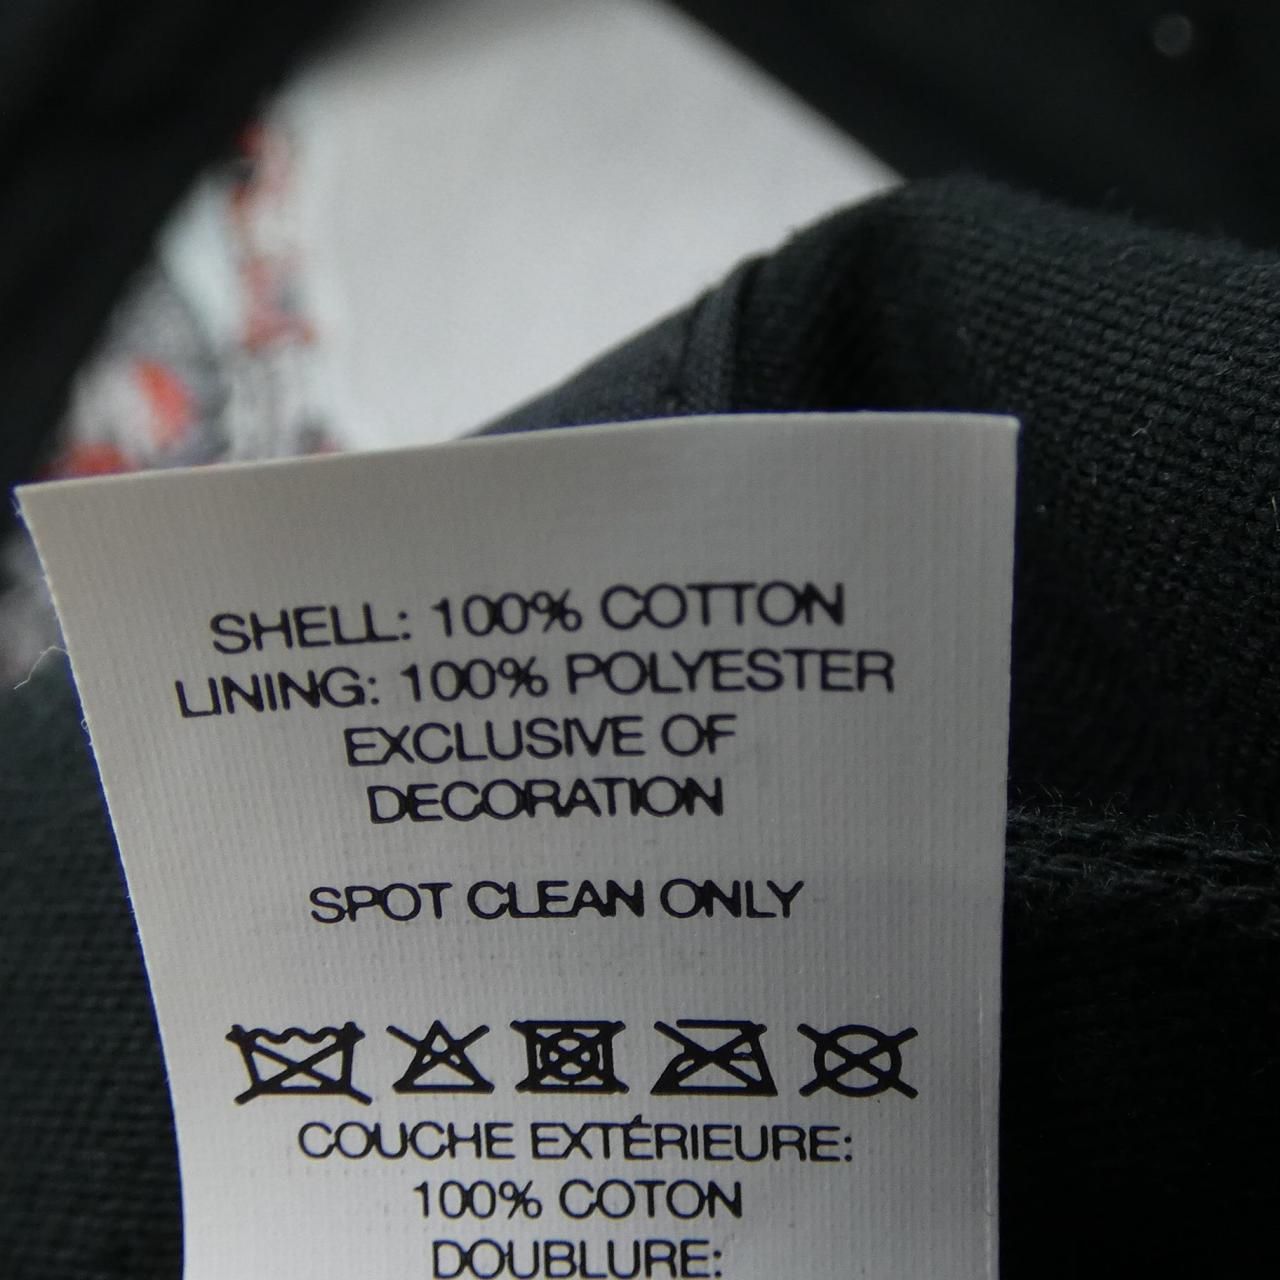 SHELL: 100% COTTON
LINING: 100% POLYESTER
EXCLUSIVE OF
DECORATION
SPOT CLEAN ONLY
COUCHE EXTÉRIEURE:
100% COTON
DOUBLURE: